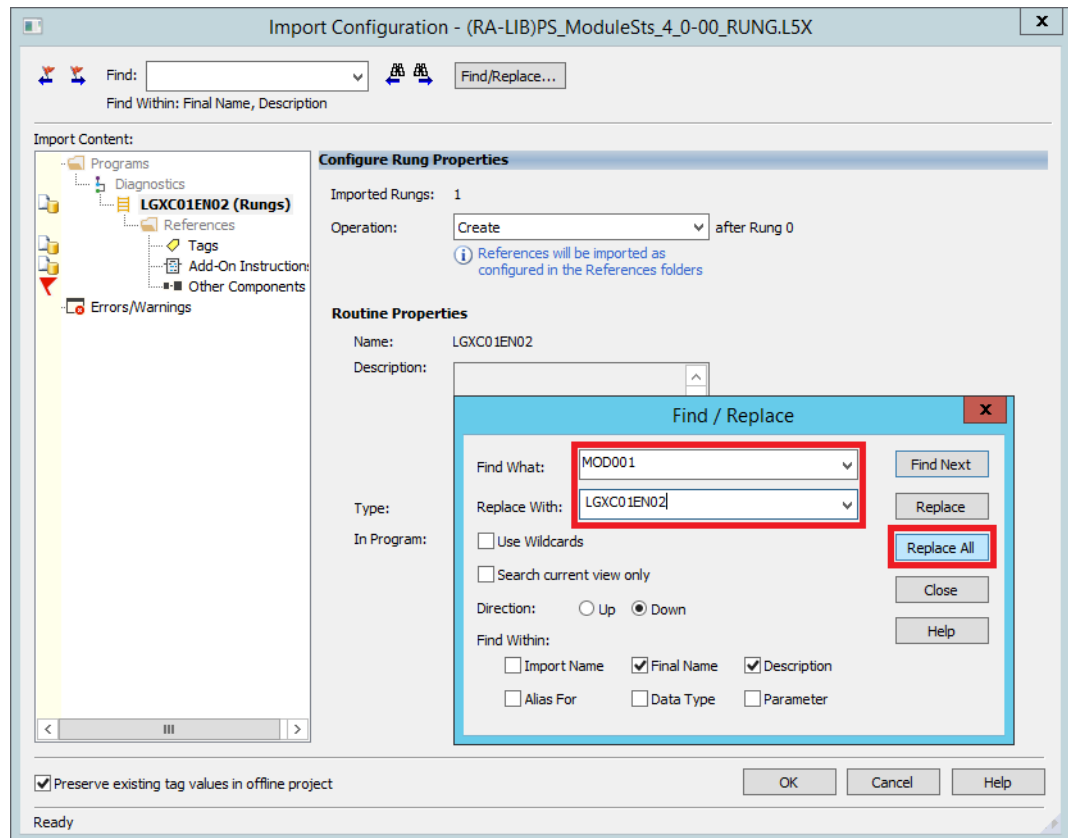 Import Configuration - (RA-LIB)PS_ModuleSts_4_0-00_RUNG.L5X
x
Find:
Find/Replace...
Find Within: Final Name, Description
Import Content:
Programs
Diagnostics
LGXC01EN02 (Rungs)
References
Tags
Add-On Instructions
Other Components
Errors/Warnings
Configure Rung Properties
Imported Rungs: 1
Operation: Create after Rung 0
References will be imported as
configured in the References folders
Routine Properties
Name: LGXC01EN02
Description:
Type:
In Program:
Find / Replace
x
Find What: MOD001 Find Next
Replace With: LGXC01EN02 Replace
Use Wildcards Replace All
Search current view only
Close
Direction: Up Down
Help
Find Within:
Import Name Final Name Description
Alias For Data Type Parameter
Preserve existing tag values in offline project OK Cancel Help
Ready